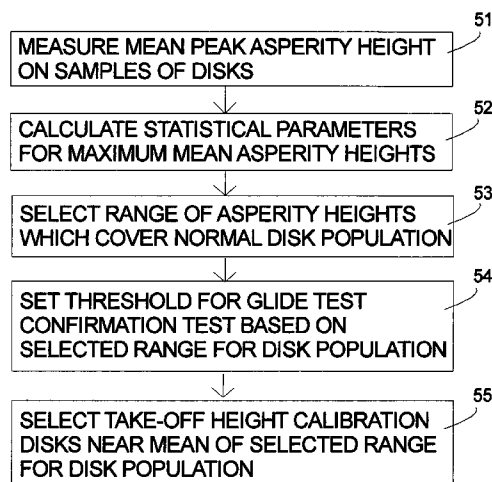 51
MEASURE MEAN PEAK ASPERITY HEIGHT
ON SAMPLES OF DISKS
52
CALCULATE STATISTICAL PARAMETERS
FOR MAXIMUM MEAN ASPERITY HEIGHTS
53
SELECT RANGE OF ASPERITY HEIGHTS
WHICH COVER NORMAL DISK POPULATION
54
SET THRESHOLD FOR GLIDE TEST
CONFIRMATION TEST BASED ON
SELECTED RANGE FOR DISK POPULATION
55
SELECT TAKE-OFF HEIGHT CALIBRATION
DISKS NEAR MEAN OF SELECTED RANGE
FOR DISK POPULATION